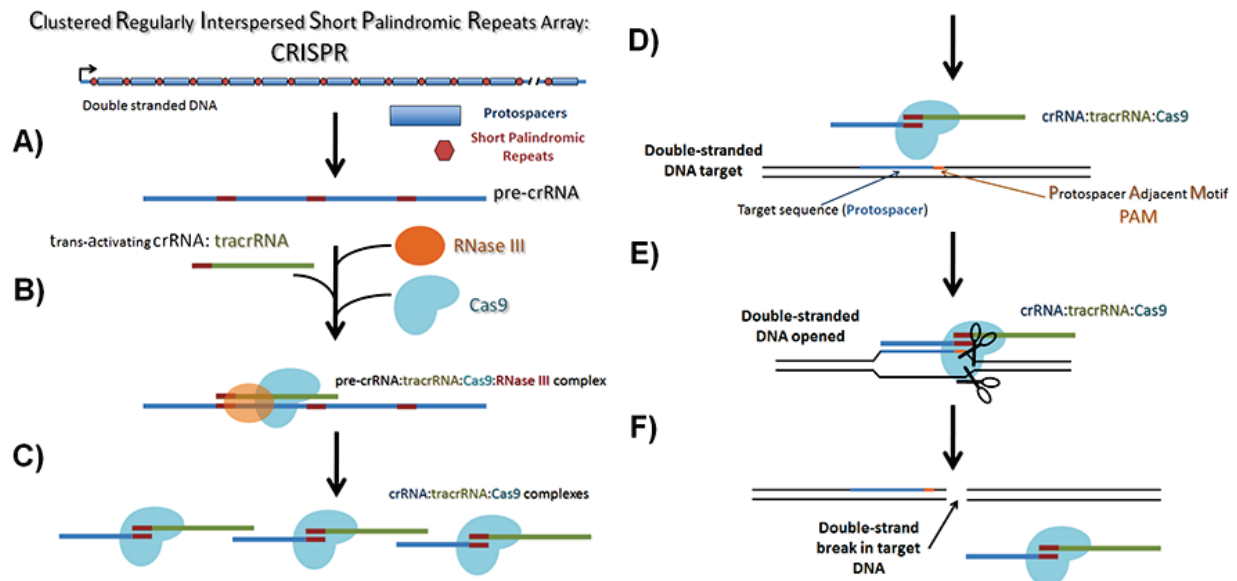 Clustered Regularly Interspersed Short Palindromic Repeats Array:
CRISPR
Double stranded DNA
Protospacers
Short Palindromic
Repeats
A)
pre-crRNA
trans-activating crRNA: tracrRNA
RNase III
B)
Cas9
pre-crRNA:tracrRNA:Cas9:RNase III complex
C)
crRNA:tracrRNA:Cas9 complexes
D)
crRNA:tracrRNA:Cas9
Double-stranded
DNA target
Target sequence (Protospacer)
Protospacer Adjacent Motif
PAM
E)
crRNA:tracrRNA:Cas9
Double-stranded
DNA opened
F)
Double-strand
break in target
DNA